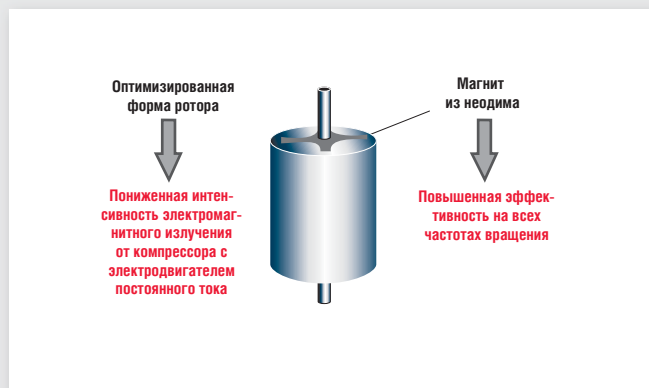 Оптимизированная
форма ротора
Пониженная интен-
сивность электромаг-
нитного излучения
от компрессора с
электродвигателем
постоянного тока
Магнит
из неодима
Повышенная эффек-
тивность на всех
частотах вращения